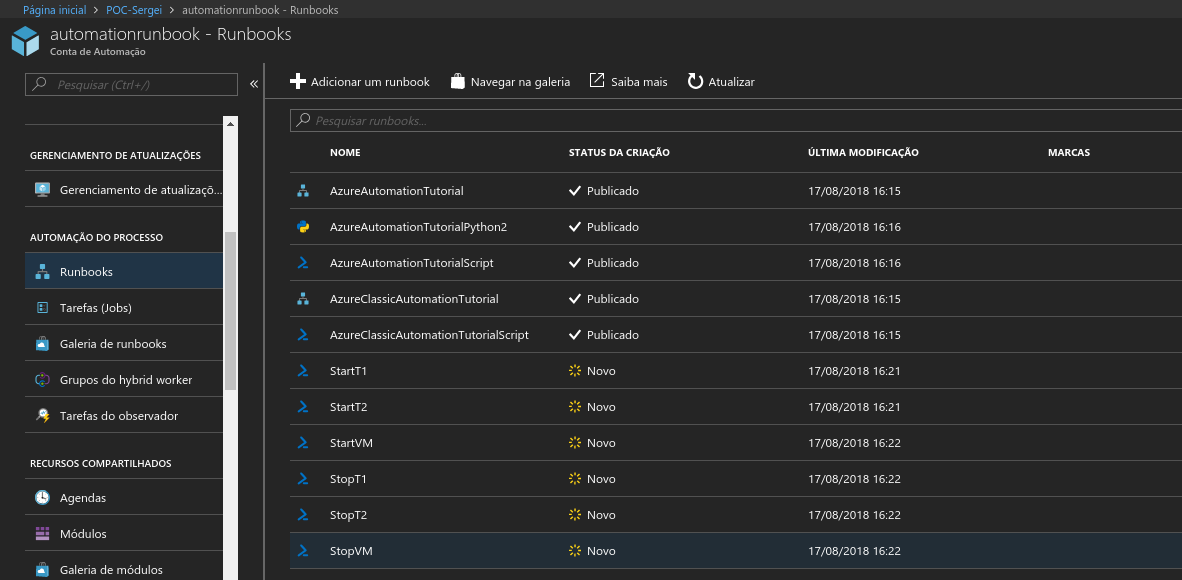 Página inicial > POC-Sergei > automationrunbook - Runbooks
automationrunbook - Runbooks
Conta de Automação
Pesquisar (Ctrl+/)
«
GERENCIAMENTO DE ATUALIZAÇÕES
Gerenciamento de atualizaçõ...
AUTOMAÇÃO DO PROCESSO
Runbooks
Tarefas (Jobs)
Galeria de runbooks
Grupos do hybrid worker
Tarefas do observador
RECURSOS COMPARTILHADOS
Agendas
Módulos
Galeria de módulos
Adicionar um runbook Navegar na galeria Saiba mais Atualizar
Pesquisar runbooks...
NOME STATUS DA CRIAÇÃO ÚLTIMA MODIFICAÇÃO MARCAS
AzureAutomationTutorial Publicado 17/08/2018 16:15
AzureAutomationTutorialPython2 Publicado 17/08/2018 16:16
AzureAutomationTutorialScript Publicado 17/08/2018 16:16
AzureClassicAutomationTutorial Publicado 17/08/2018 16:15
AzureClassicAutomationTutorialScript Publicado 17/08/2018 16:15
StartT1 Novo 17/08/2018 16:21
StartT2 Novo 17/08/2018 16:21
StartVM Novo 17/08/2018 16:22
StopT1 Novo 17/08/2018 16:22
StopT2 Novo 17/08/2018 16:22
StopVM Novo 17/08/2018 16:22